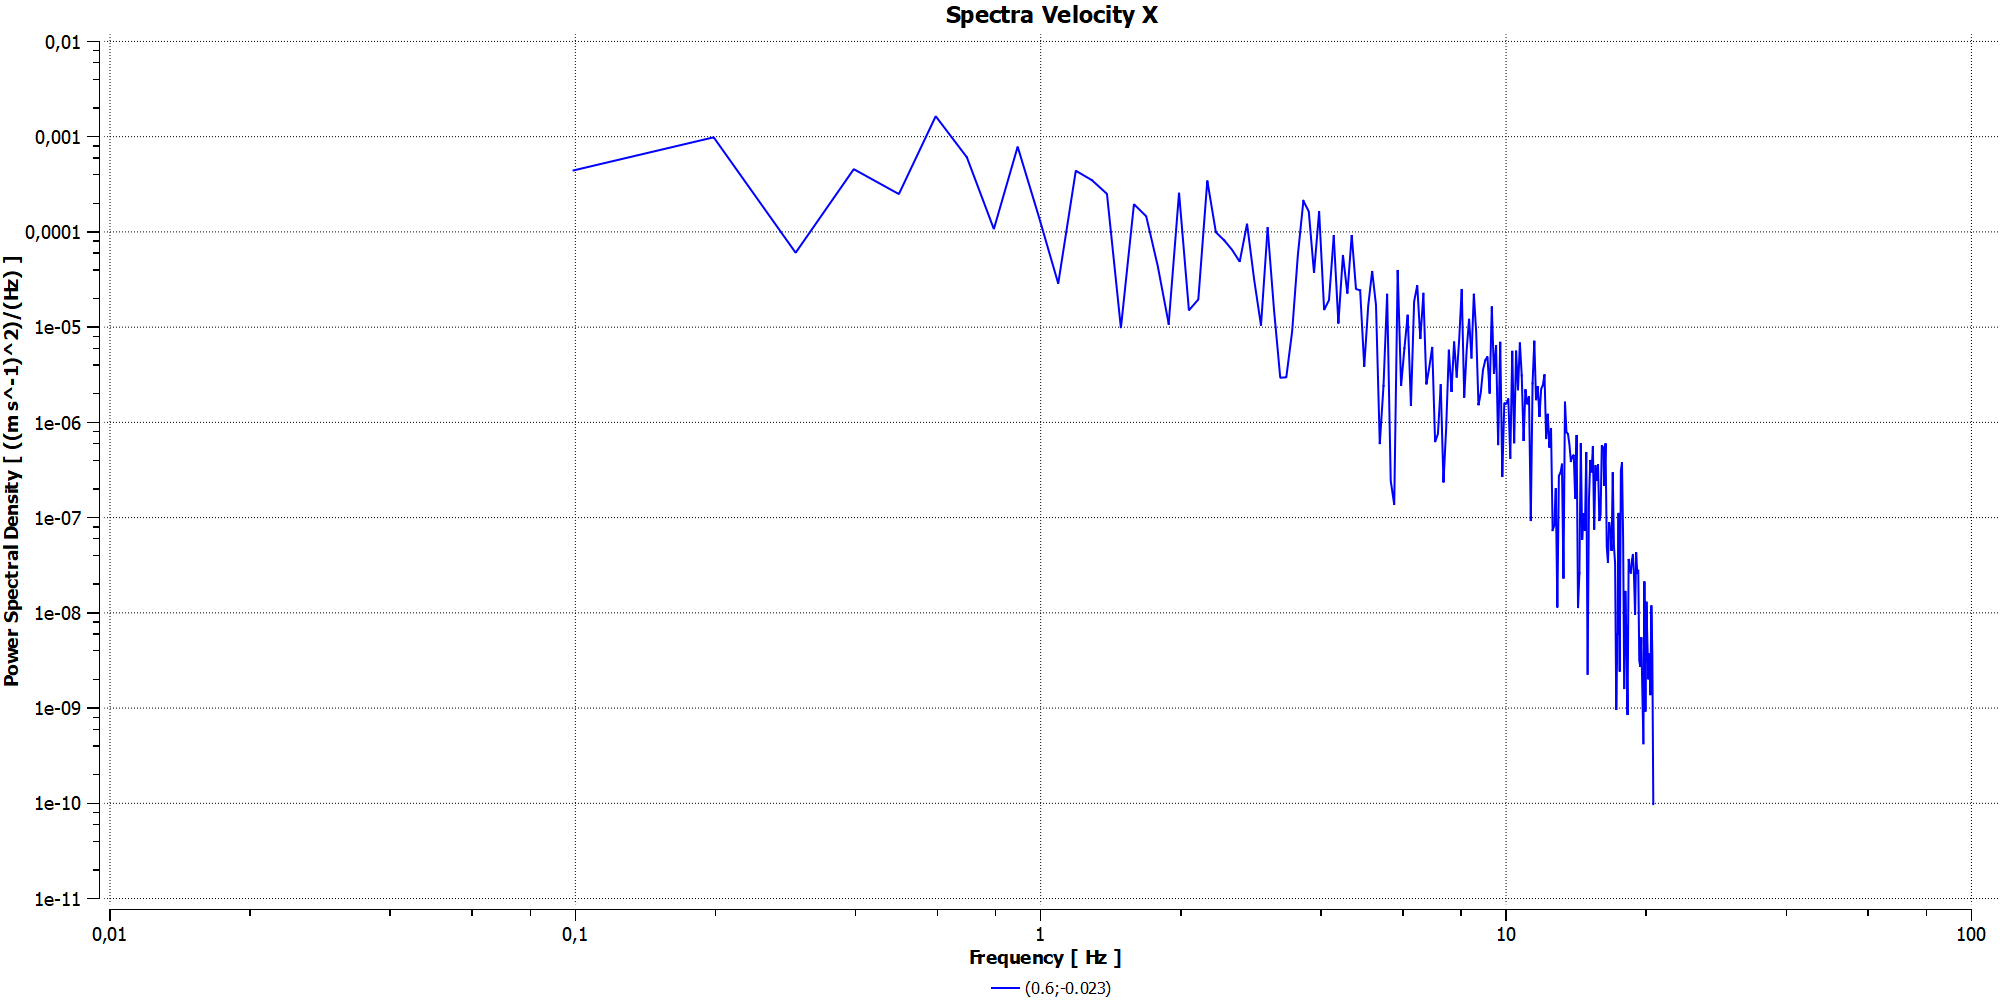 Spectra Velocity X
0,01
0,001
0,0001
1e-05
1e-06
1e-07
1e-08
1e-09
1e-10
1e-11
Power Spectral Density [ ((m s^-1)^2)/(Hz) ]
0,01 0,1 1 10 100
Frequency [ Hz ]
(0.6;-0.023)